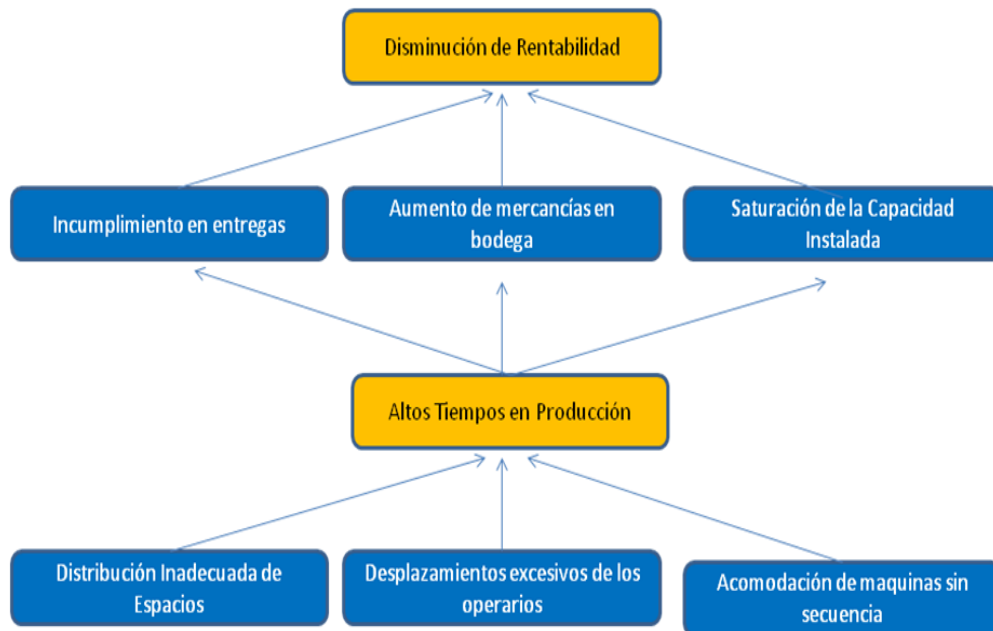 Disminución de Rentabilidad
Incumplimiento en entregas
Aumento de mercancías en
bodega
Saturación de la Capacidad
Instalada
Altos Tiempos en Producción
Distribución Inadecuada de
Espacios
Desplazamientos excesivos de los
operarios
Acomodación de maquinas sin
secuencia